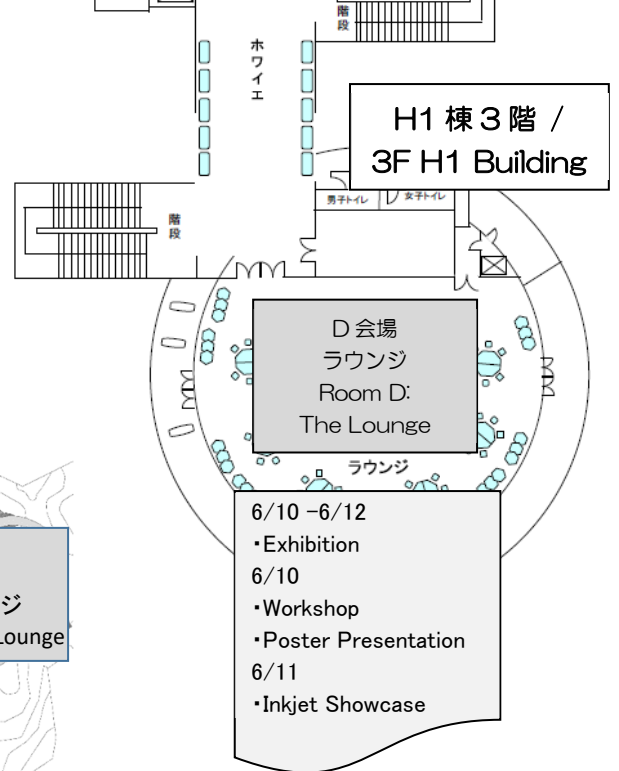 階段
ホワイエ
H1 棟３階 /
3F H1 Building
男子トイレ
女子トイレ
階段
D 会場
ラウンジ
Room D:
The Lounge
ラウンジ
6/10 -6/12
・Exhibition
6/10
・Workshop
・Poster Presentation
6/11
・Inkjet Showcase
ジ
Lounge